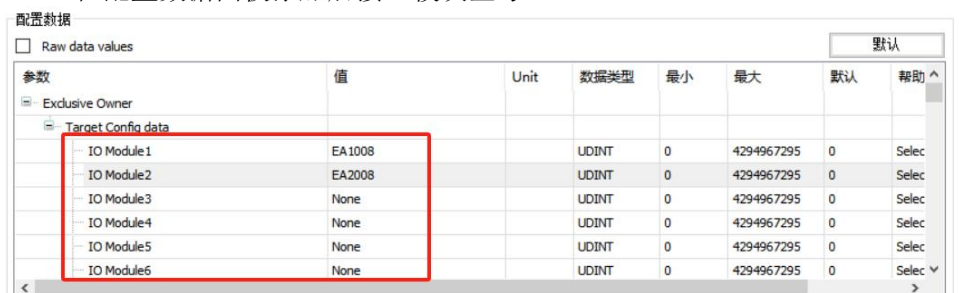 配置数据
Raw data values 默认
参数 值 Unit 数据类型 最小 最大 默认 帮助
Exclusive Owner
Target Config data
IO Module1 EA1008 UDINT 0 4294967295 0 Selec
IO Module2 EA2008 UDINT 0 4294967295 0 Selec
IO Module3 None UDINT 0 4294967295 0 Selec
IO Module4 None UDINT 0 4294967295 0 Selec
IO Module5 None UDINT 0 4294967295 0 Selec
IO Module6 None UDINT 0 4294967295 0 Selec